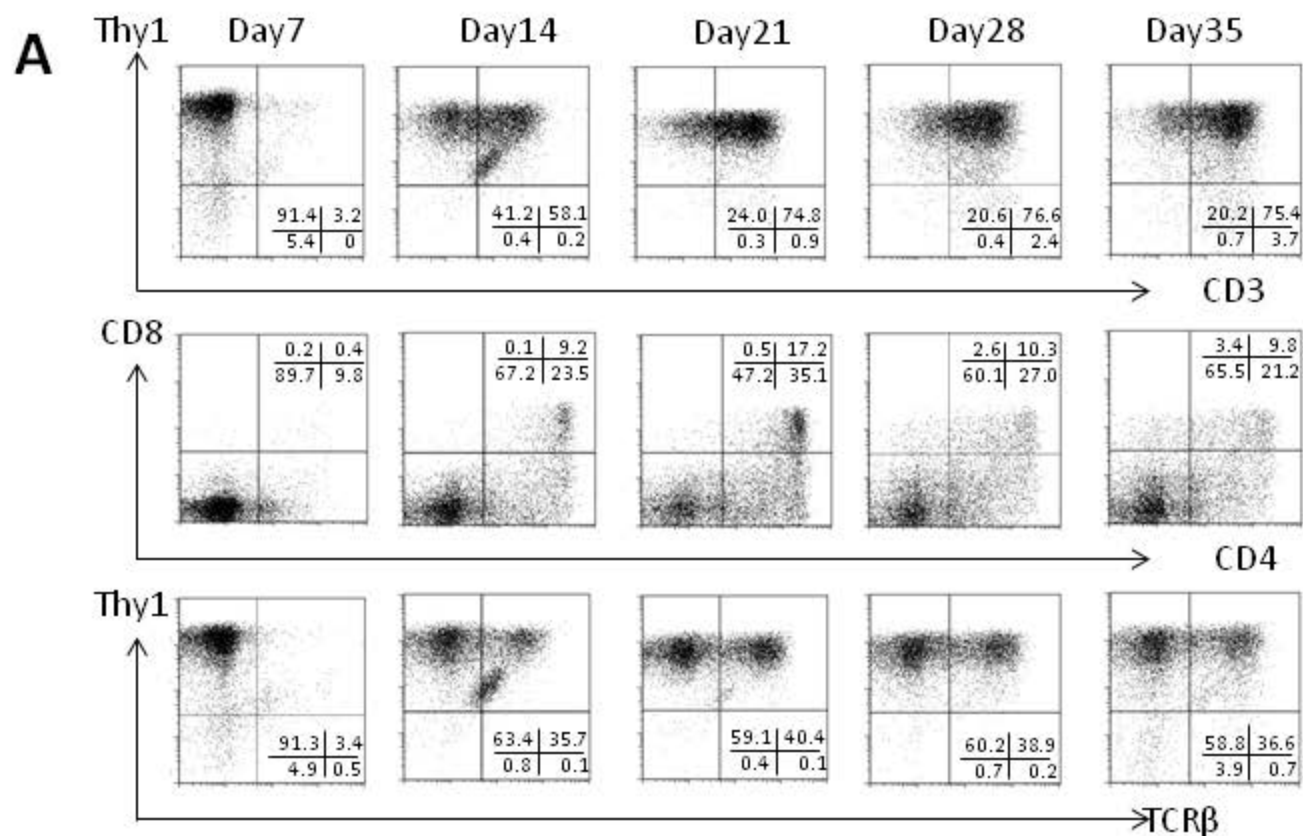 A
Thy1 Day7 Day14 Day21 Day28 Day35
91.4 3.2 41.2 58.1 24.0 74.8 20.6 76.6 20.2 75.4
5.4 0 0.4 0.2 0.3 0.9 0.4 2.4 0.7 3.7
CD3
CD8
0.2 0.4 0.1 9.2 0.5 17.2 2.6 10.3 3.4 9.8
89.7 9.8 67.2 23.5 47.2 35.1 60.1 27.0 65.5 21.2
CD4
Thy1
91.3 3.4 63.4 35.7 59.1 40.4 60.2 38.9 58.8 36.6
4.9 0.5 0.8 0.1 0.4 0.1 0.7 0.2 3.9 0.7
TCRβ